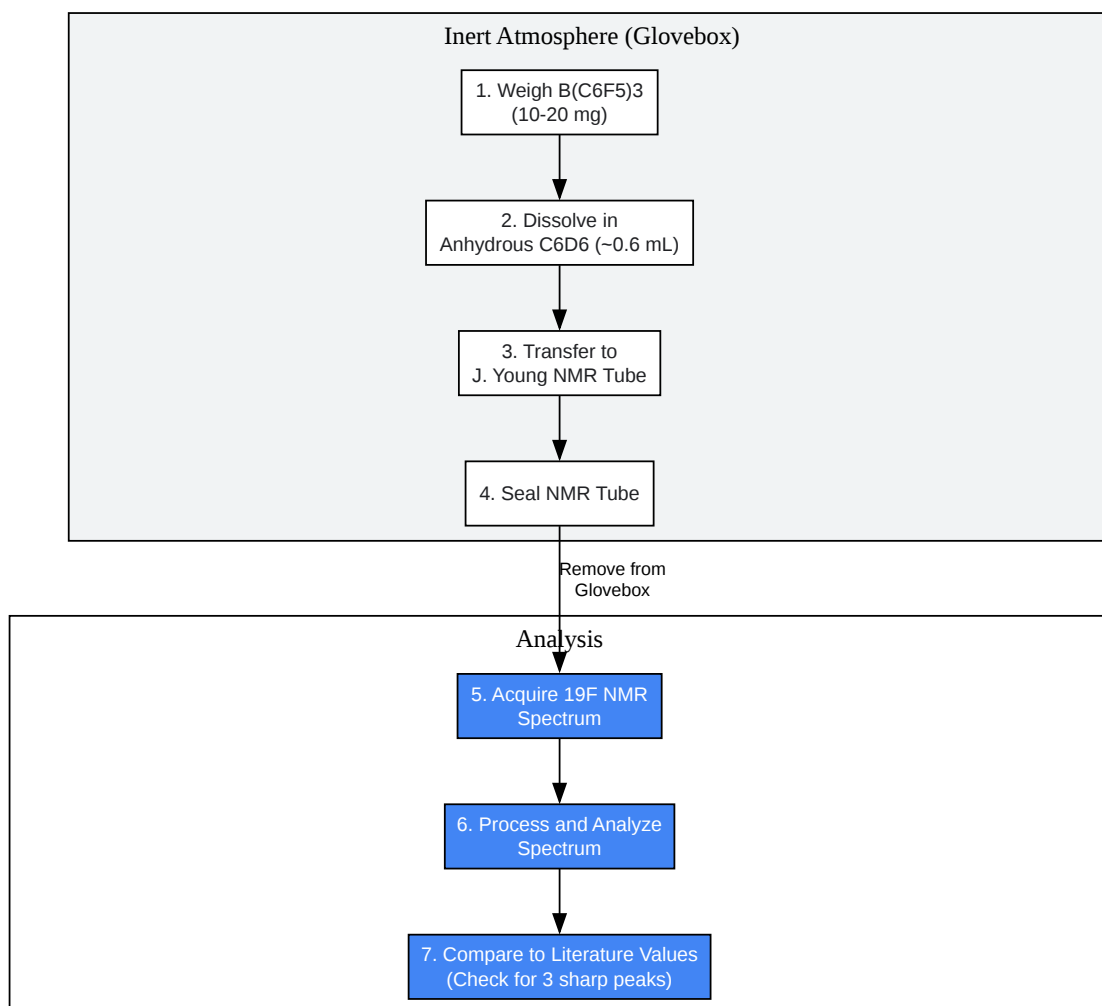 Inert Atmosphere (Glovebox)
1. Weigh B(C6F5)3
(10-20 mg)
2. Dissolve in
Anhydrous C6D6 (~0.6 mL)
3. Transfer to
J. Young NMR Tube
4. Seal NMR Tube
Remove from
Glovebox
Analysis
5. Acquire 19F NMR
Spectrum
6. Process and Analyze
Spectrum
7. Compare to Literature Values
(Check for 3 sharp peaks)